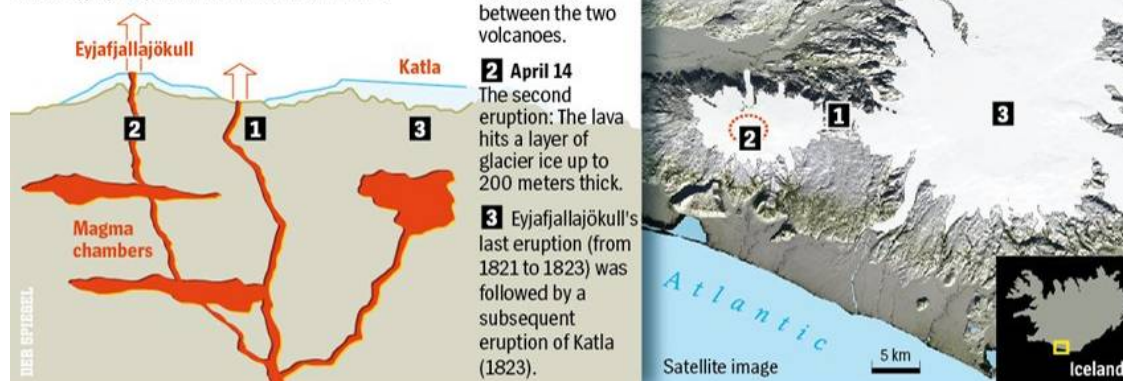 Eyjafjallajökull
Katla
2
1
3
Magma
chambers
DER SPIEGEL
between the two
volcanoes.
2 April 14
The second
eruption: The lava
hits a layer of
glacier ice up to
200 meters thick.
3 Eyjafjallajökull's
last eruption (from
1821 to 1823) was
followed by a
subsequent
eruption of Katla
(1823).
1
2
3
Atlantic
Satellite image
5 km
Iceland